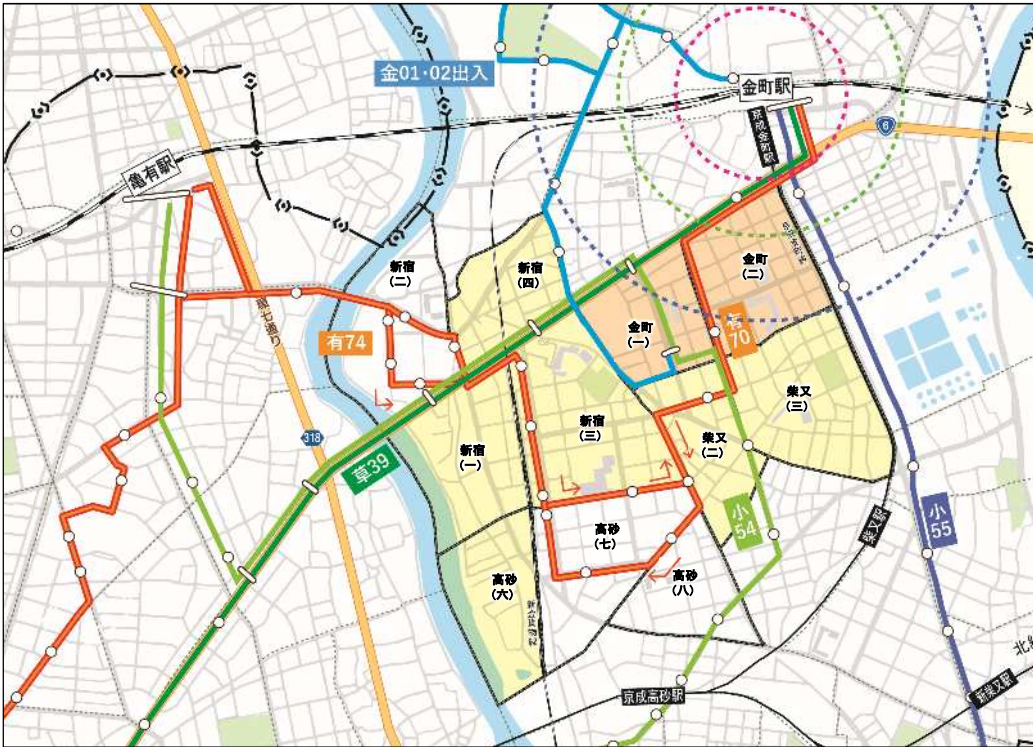 金01・02出入
金町駅
京成金町駅
6
亀有駅
新宿
(二)
新宿
(四)
金町
(二)
金町
(一)
有74
有
70
環七通り
318
草39
新宿
(一)
新宿
(三)
柴又
(三)
柴又
(二)
高砂
(七)
高砂
(六)
高砂
(八)
小
54
小
55
柴又駅
京成高砂駅
新柴又駅